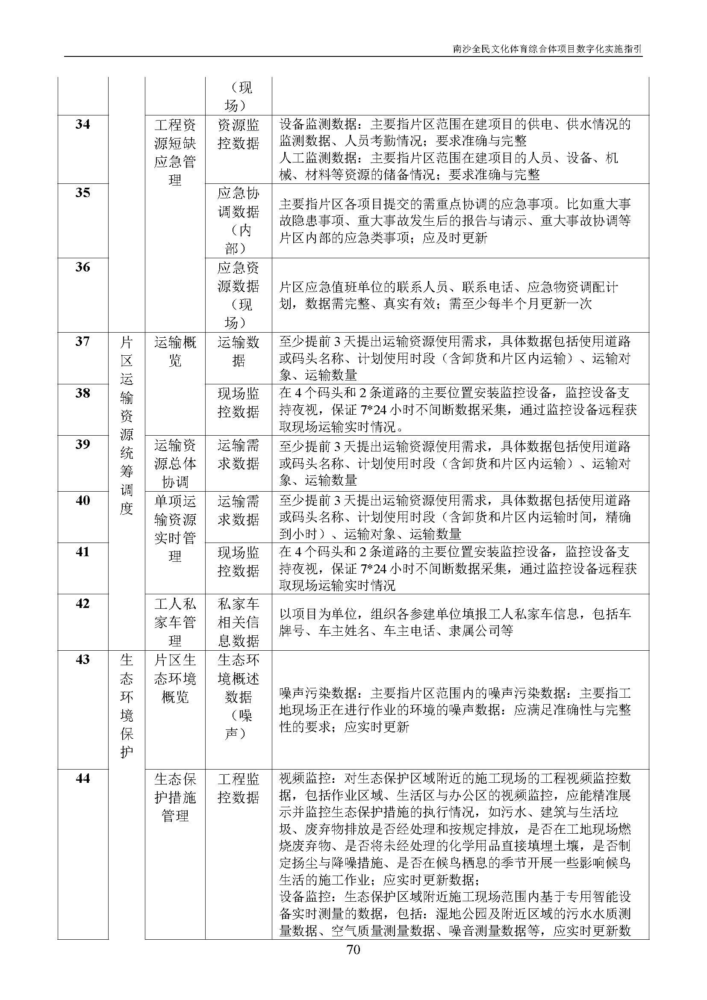 南沙全民文化体育综合体项目数字化实施指引
（现
场）
34
工程资
源短缺
应急管
理
资源监
控数据
设备监测数据：主要指片区范围在建项目的供电、供水情况的
监测数据、人员考勤情况；要求准确与完整
人工监测数据：主要指片区范围在建项目的人员、设备、机
械、材料等资源的储备情况；要求准确与完整
35
应急协
调数据
（内
部）
主要指片区各项目提交的需重点协调的应急事项。比如重大事
故隐患事项、重大事故发生后的报告与请示、重大事故协调等
片区内部的应急类事项；应及时更新
36
应急资
源数据
（现
场）
片区应急值班单位的联系人员、联系电话、应急物资调配计
划，数据需完整、真实有效；需至少每半个月更新一次
37
片
区
运
输
资
源
统
筹
调
度
运输概
览
运输数
据
至少提前 3 天提出运输资源使用需求，具体数据包括使用道路
或码头名称、计划使用时段（含卸货和片区内运输）、运输对
象、运输数量
38
现场监
控数据
在 4 个码头和 2 条道路的主要位置安装监控设备，监控设备支
持夜视，保证 7*24 小时不间断数据采集，通过监控设备远程获
取现场运输实时情况。
39
运输资
源总体
协调
运输需
求数据
至少提前 3 天提出运输资源使用需求，具体数据包括使用道路
或码头名称、计划使用时段（含卸货和片区内运输）、运输对
象、运输数量
40
单项运
输资源
实时管
理
运输需
求数据
至少提前 3 天提出运输资源使用需求，具体数据包括使用道路
或码头名称、计划使用时段（含卸货和片区内运输时间，精确
到小时）、运输对象、运输数量
41
现场监
控数据
在 4 个码头和 2 条道路的主要位置安装监控设备，监控设备支
持夜视，保证 7*24 小时不间断数据采集，通过监控设备远程获
取现场运输实时情况
42
工人私
家车管
理
私家车
相关信
息数据
以项目为单位，组织各参建单位填报工人私家车信息，包括车
牌号、车主姓名、车主电话、隶属公司等
43
生
态
环
境
保
护
片区生
态环境
概览
生态环
境概述
数据
（噪
声）
噪声污染数据：主要指片区范围内的噪声污染数据：主要指工
地现场正在进行作业的环境的噪声数据：应满足准确性与完整
性的要求；应实时更新
44
生态保
护措施
管理
工程监
控数据
视频监控：对生态保护区域附近的施工现场的工程视频监控数
据，包括作业区域、生活区与办公区的视频监控，应能精准展
示并监控生态保护措施的执行情况，如污水、建筑与生活垃
圾、废弃物排放是否经处理和按规定排放，是否在工地现场燃
烧废弃物、是否将未经处理的化学用品直接填埋土壤，是否制
定扬尘与降噪措施、是否在候鸟栖息的季节开展一些影响候鸟
生活的施工作业；应实时更新数据；
设备监控：生态保护区域附近施工现场范围内基于专用智能设
备实时测量的数据，包括：湿地公园及附近区域的污水水质测
量数据、空气质量测量数据、噪音测量数据等，应实时更新数
70